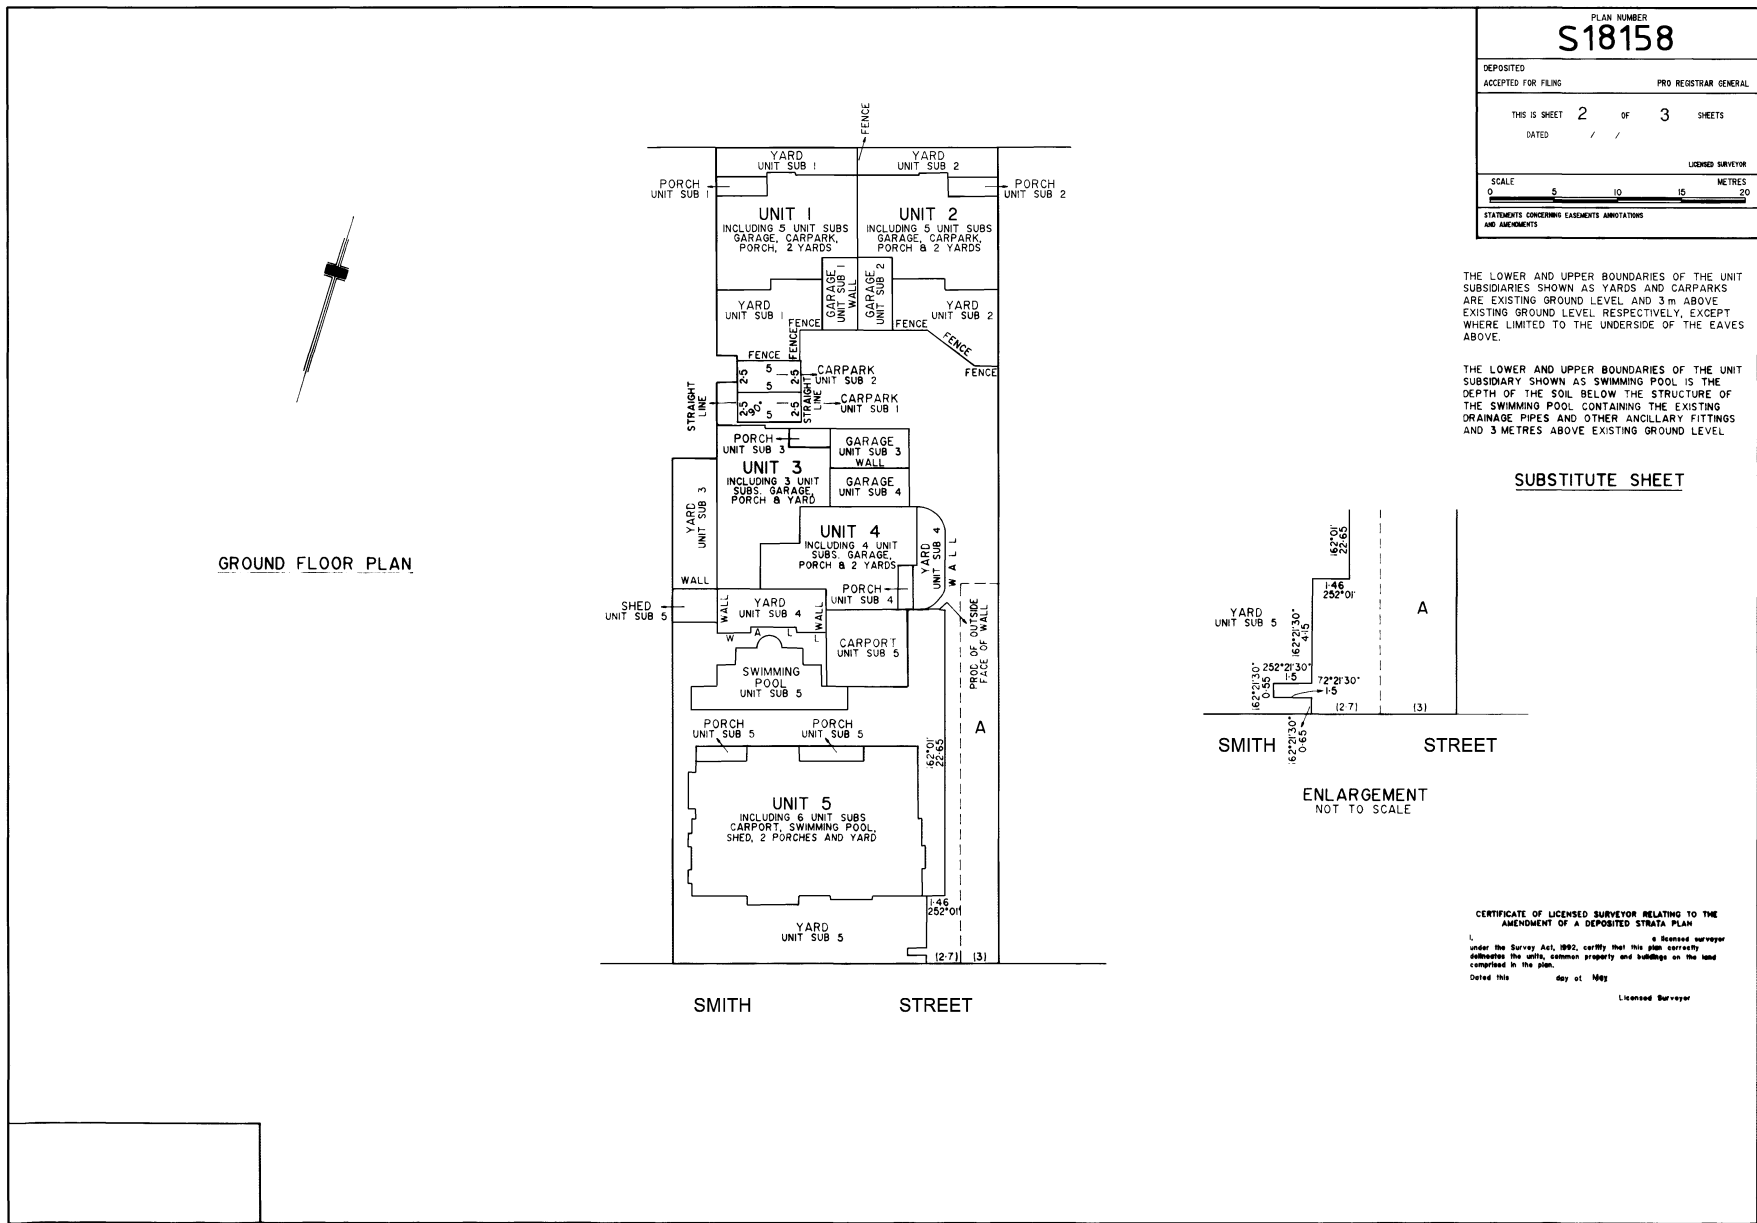 PLAN NUMBER
S18158
DEPOSITED
ACCEPTED FOR FILING PRO REGISTRAR GENERAL
THIS IS SHEET 2 OF 3 SHEETS
DATED / /
LICENSED SURVEYOR
SCALE METRES
0 5 10 15 20
STATEMENTS CONCERNING EASEMENTS ANNOTATIONS
AND AMENDMENTS
THE LOWER AND UPPER BOUNDARIES OF THE UNIT
SUBSIDIARIES SHOWN AS YARDS AND CARPARKS
ARE EXISTING GROUND LEVEL AND 3 m ABOVE
EXISTING GROUND LEVEL RESPECTIVELY, EXCEPT
WHERE LIMITED TO THE UNDERSIDE OF THE EAVES
ABOVE.
THE LOWER AND UPPER BOUNDARIES OF THE UNIT
SUBSIDIARY SHOWN AS SWIMMING POOL IS THE
DEPTH OF THE SOIL BELOW THE STRUCTURE OF
THE SWIMMING POOL CONTAINING THE EXISTING
DRAINAGE PIPES AND OTHER ANCILLARY FITTINGS
AND 3 METRES ABOVE EXISTING GROUND LEVEL
SUBSTITUTE SHEET
GROUND FLOOR PLAN
FENCE
YARD
UNIT SUB 1
YARD
UNIT SUB 2
PORCH
UNIT SUB 1
PORCH
UNIT SUB 2
UNIT 1
INCLUDING 5 UNIT SUBS
GARAGE, CARPARK,
PORCH, 2 YARDS
UNIT 2
INCLUDING 5 UNIT SUBS
GARAGE, CARPARK,
PORCH & 2 YARDS
GARAGE
UNIT SUB 1
WALL
GARAGE
UNIT SUB 2
YARD
UNIT SUB 1
YARD
UNIT SUB 2
FENCE
FENCE
FENCE
FENCE
FENCE
FENCE
2·5 5 2·5
CARPARK
UNIT SUB 2
5
STRAIGHT
LINE
STRAIGHT
LINE
2·5 90° 5 2·5
CARPARK
UNIT SUB 1
PORCH
UNIT SUB 3
GARAGE
UNIT SUB 3
WALL
GARAGE
UNIT SUB 4
UNIT 3
INCLUDING 3 UNIT
SUBS. GARAGE,
PORCH & YARD
YARD
UNIT SUB 3
UNIT 4
INCLUDING 4 UNIT
SUBS. GARAGE,
PORCH & 2 YARDS
YARD
UNIT SUB 4
WALL
WALL
PORCH
UNIT SUB 4
SHED
UNIT SUB 5
WALL
YARD
UNIT SUB 4
WALL
WALL
CARPORT
UNIT SUB 5
PROD. OF OUTSIDE
FACE OF WALL
SWIMMING
POOL
UNIT SUB 5
PORCH
UNIT SUB 5
PORCH
UNIT SUB 5
A
162°01'
22·65
UNIT 5
INCLUDING 6 UNIT SUBS
CARPORT, SWIMMING POOL,
SHED, 2 PORCHES AND YARD
1·46
252°01'
YARD
UNIT SUB 5
(2·7) (3)
SMITH STREET
162°01'
22·65
1·46
252°01'
A
YARD
UNIT SUB 5
162°21'30"
4·15
252°21'30"
1·5
162°21'30"
0·55
72°21'30"
1·5
(2·7) (3)
162°21'30"
0·65
SMITH STREET
ENLARGEMENT
NOT TO SCALE
CERTIFICATE OF LICENSED SURVEYOR RELATING TO THE
AMENDMENT OF A DEPOSITED STRATA PLAN
I, a licensed surveyor
under the Survey Act, 1992, certify that this plan correctly
delineates the units, common property and buildings on the land
comprised in the plan.
Dated this day of May
Licensed Surveyor